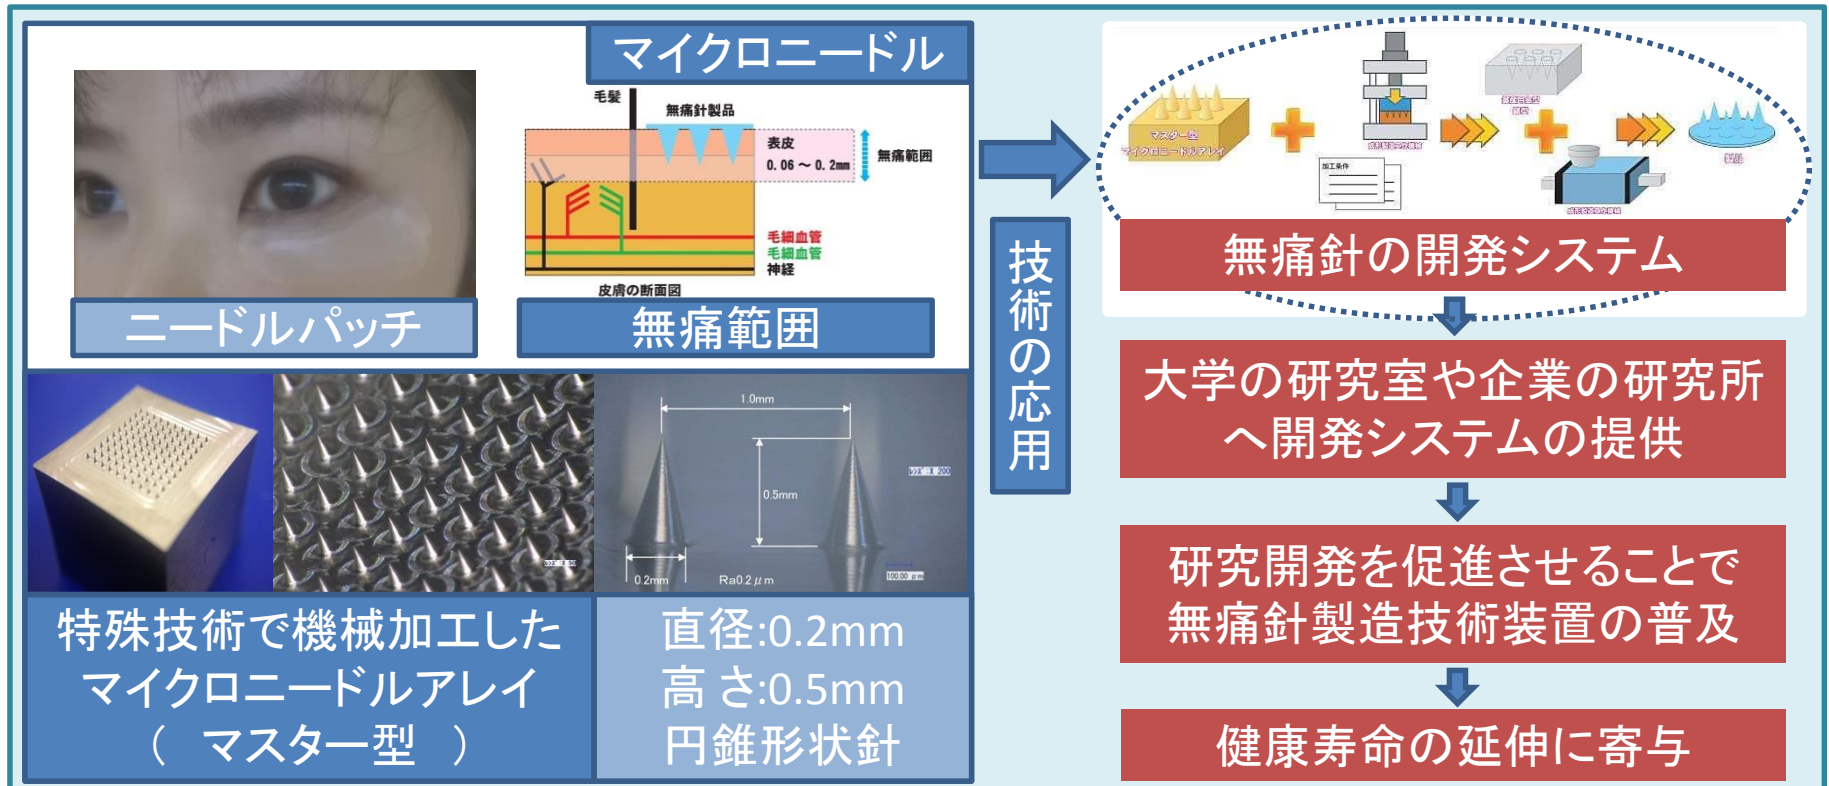 マイクロニードル
毛髪
無痛針製品
表皮
0.06～0.2mm
無痛範囲
毛細血管
毛細血管
神経
皮膚の断面図
ニードルパッチ
無痛範囲
1.0mm
0.5mm
0.2mm
Ra0.2μm
100.00 μm
特殊技術で機械加工した
マイクロニードルアレイ
（ マスター型 ）
直径:0.2mm
高さ:0.5mm
円錐形状針
技術の応用
マスター型
マイクロニードルアレイ
加工条件
製品
無痛針の開発システム
大学の研究室や企業の研究所
へ開発システムの提供
研究開発を促進させることで
無痛針製造技術装置の普及
健康寿命の延伸に寄与